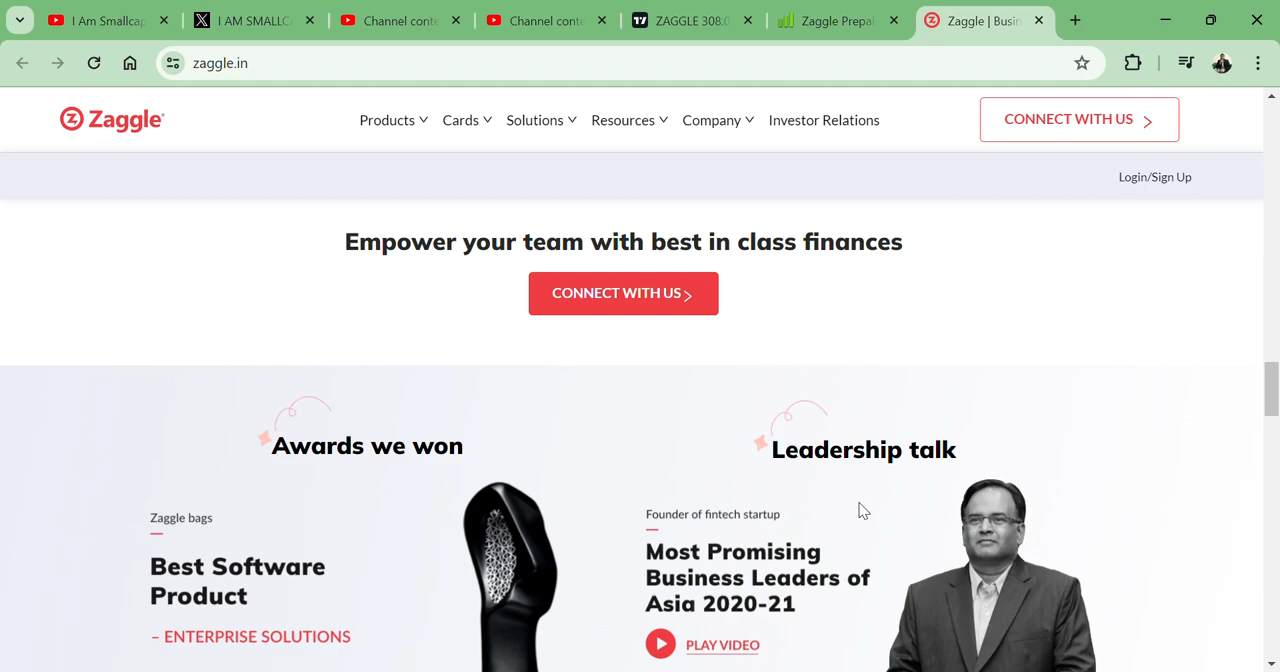 I Am Smallcap
I AM SMALLCA
Channel conte
Channel conte
ZAGGLE 308.0
Zaggle Prepai
Zaggle | Busin
zaggle.in
Zaggle
Products
Cards
Solutions
Resources
Company
Investor Relations
CONNECT WITH US
Login/Sign Up
Empower your team with best in class finances
CONNECT WITH US
Awards we won
Leadership talk
Zaggle bags
Best Software
Product
– ENTERPRISE SOLUTIONS
Founder of fintech startup
Most Promising
Business Leaders of
Asia 2020-21
PLAY VIDEO